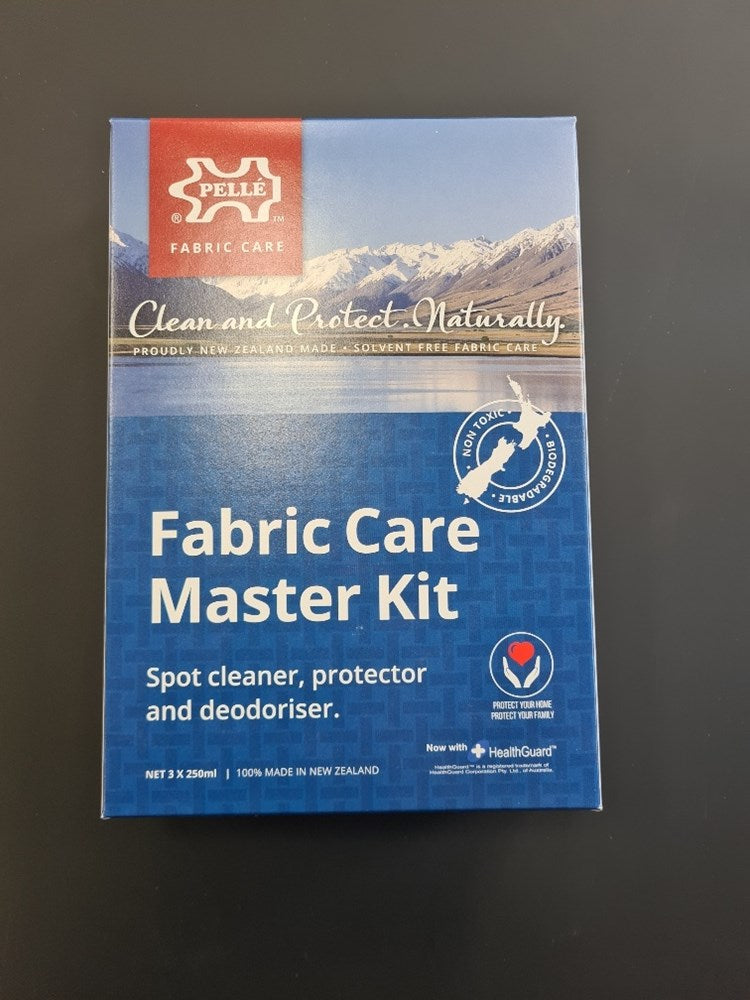 PELLÉ
® TM
FABRIC CARE
Clean and Protect. Naturally.
PROUDLY NEW ZEALAND MADE • SOLVENT FREE FABRIC CARE
• NON TOXIC • BIODEGRADABLE •
Fabric Care
Master Kit
Spot cleaner, protector
and deodoriser.
PROTECT YOUR HOME
PROTECT YOUR FAMILY
Now with HealthGuard™
HealthGuard™ is a registered trademark of
HealthGuard Corporation Pty. Ltd., of Australia.
NET 3 X 250ml | 100% MADE IN NEW ZEALAND